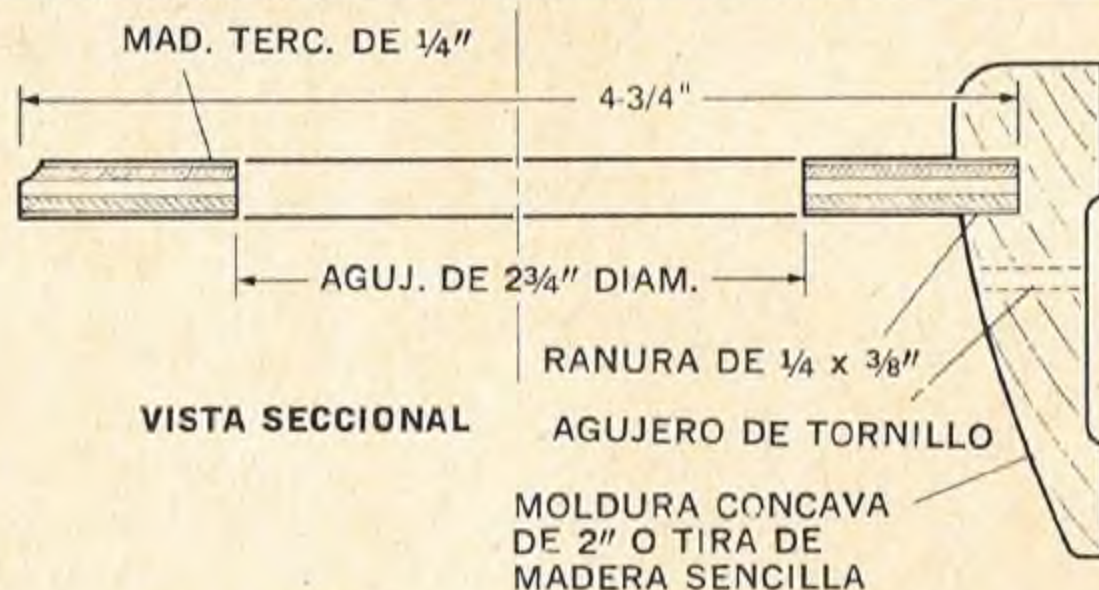 MAD. TERC. DE ¼"
4-3/4"
AGUJ. DE 2¾" DIAM.
RANURA DE ¼ x ⅜"
VISTA SECCIONAL
AGUJERO DE TORNILLO
MOLDURA CONCAVA
DE 2" O TIRA DE
MADERA SENCILLA